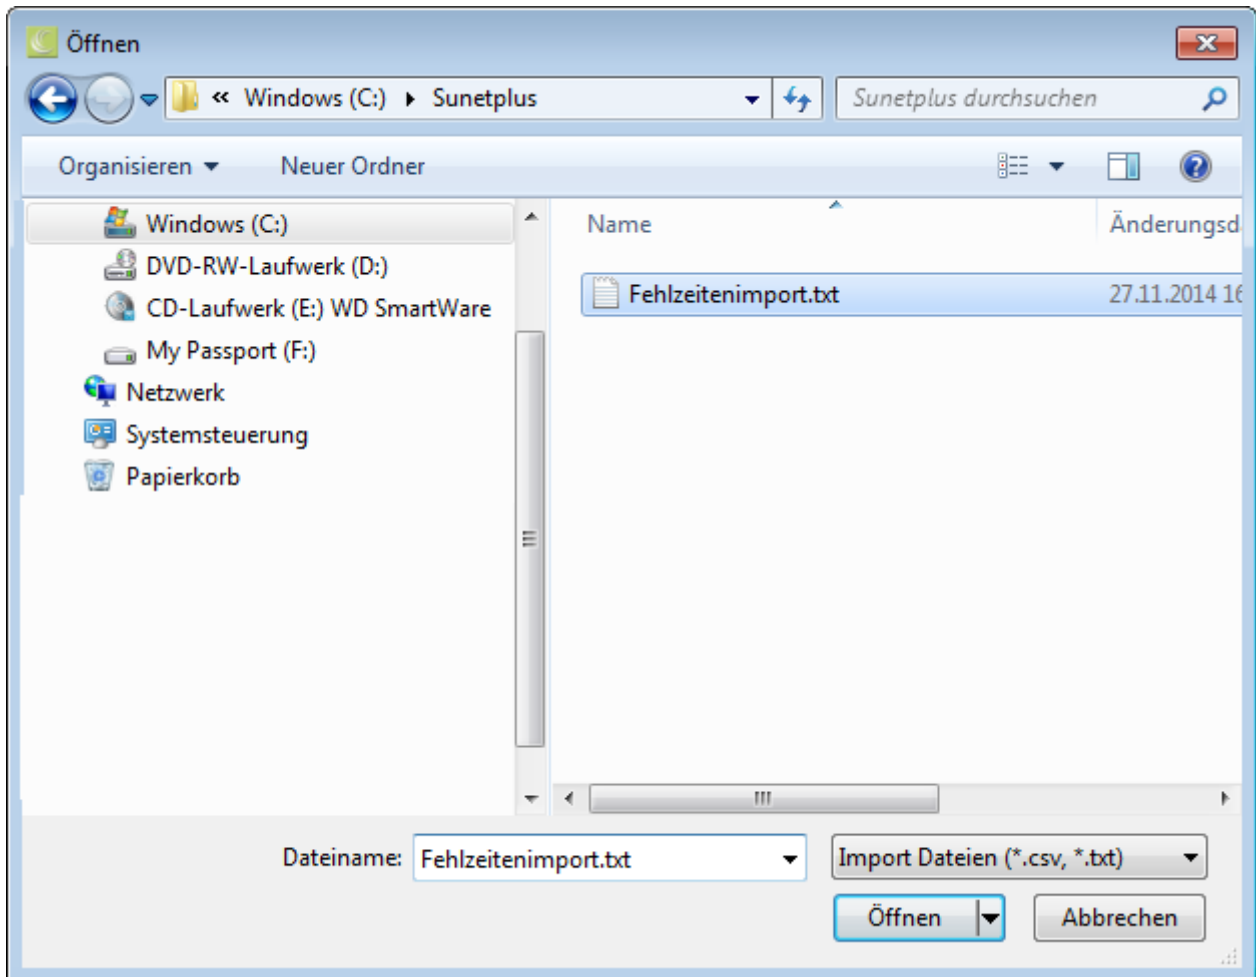 Öffnen
« Windows (C:) Sunetplus
Sunetplus durchsuchen
Organisieren Neuer Ordner
Windows (C:)
DVD-RW-Laufwerk (D:)
CD-Laufwerk (E:) WD SmartWare
My Passport (F:)
Netzwerk
Systemsteuerung
Papierkorb
Name Änderungsd
Fehlzeitenimport.txt 27.11.2014 16
Dateiname: Fehlzeitenimport.txt
Import Dateien (*.csv, *.txt)
Öffnen Abbrechen